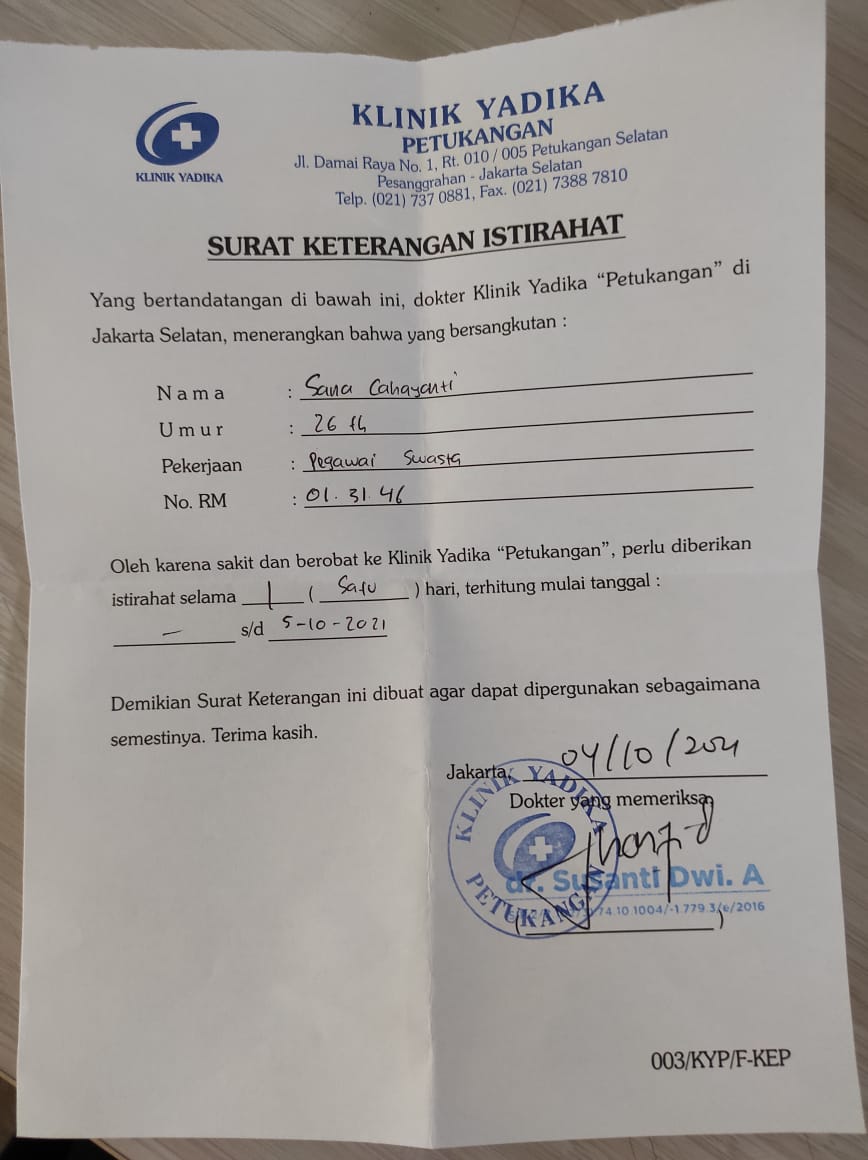 KLINIK YADIKA
KLINIK YADIKA
PETUKANGAN
Jl. Damai Raya No. 1, Rt. 010 / 005 Petukangan Selatan
Pesanggrahan - Jakarta Selatan
Telp. (021) 737 0881, Fax. (021) 7388 7810
SURAT KETERANGAN ISTIRAHAT
Yang bertandatangan di bawah ini, dokter Klinik Yadika “Petukangan” di
Jakarta Selatan, menerangkan bahwa yang bersangkutan :
Nama : Sana Cahayanti
Umur : 26 th
Pekerjaan : Pegawai Swasta
No. RM : 01.31.46
Oleh karena sakit dan berobat ke Klinik Yadika “Petukangan”, perlu diberikan
istirahat selama 1 ( Satu ) hari, terhitung mulai tanggal :
— s/d 5-10-2021
Demikian Surat Keterangan ini dibuat agar dapat dipergunakan sebagaimana
semestinya. Terima kasih.
Jakarta, 04/10/2021
Dokter yang memeriksa,
KLINIK YADIKA
PETUKANGAN
dr. Susanti Dwi. A
74.10.1004/-1.779.3/e/2016
(                    )
003/KYP/F-KEP